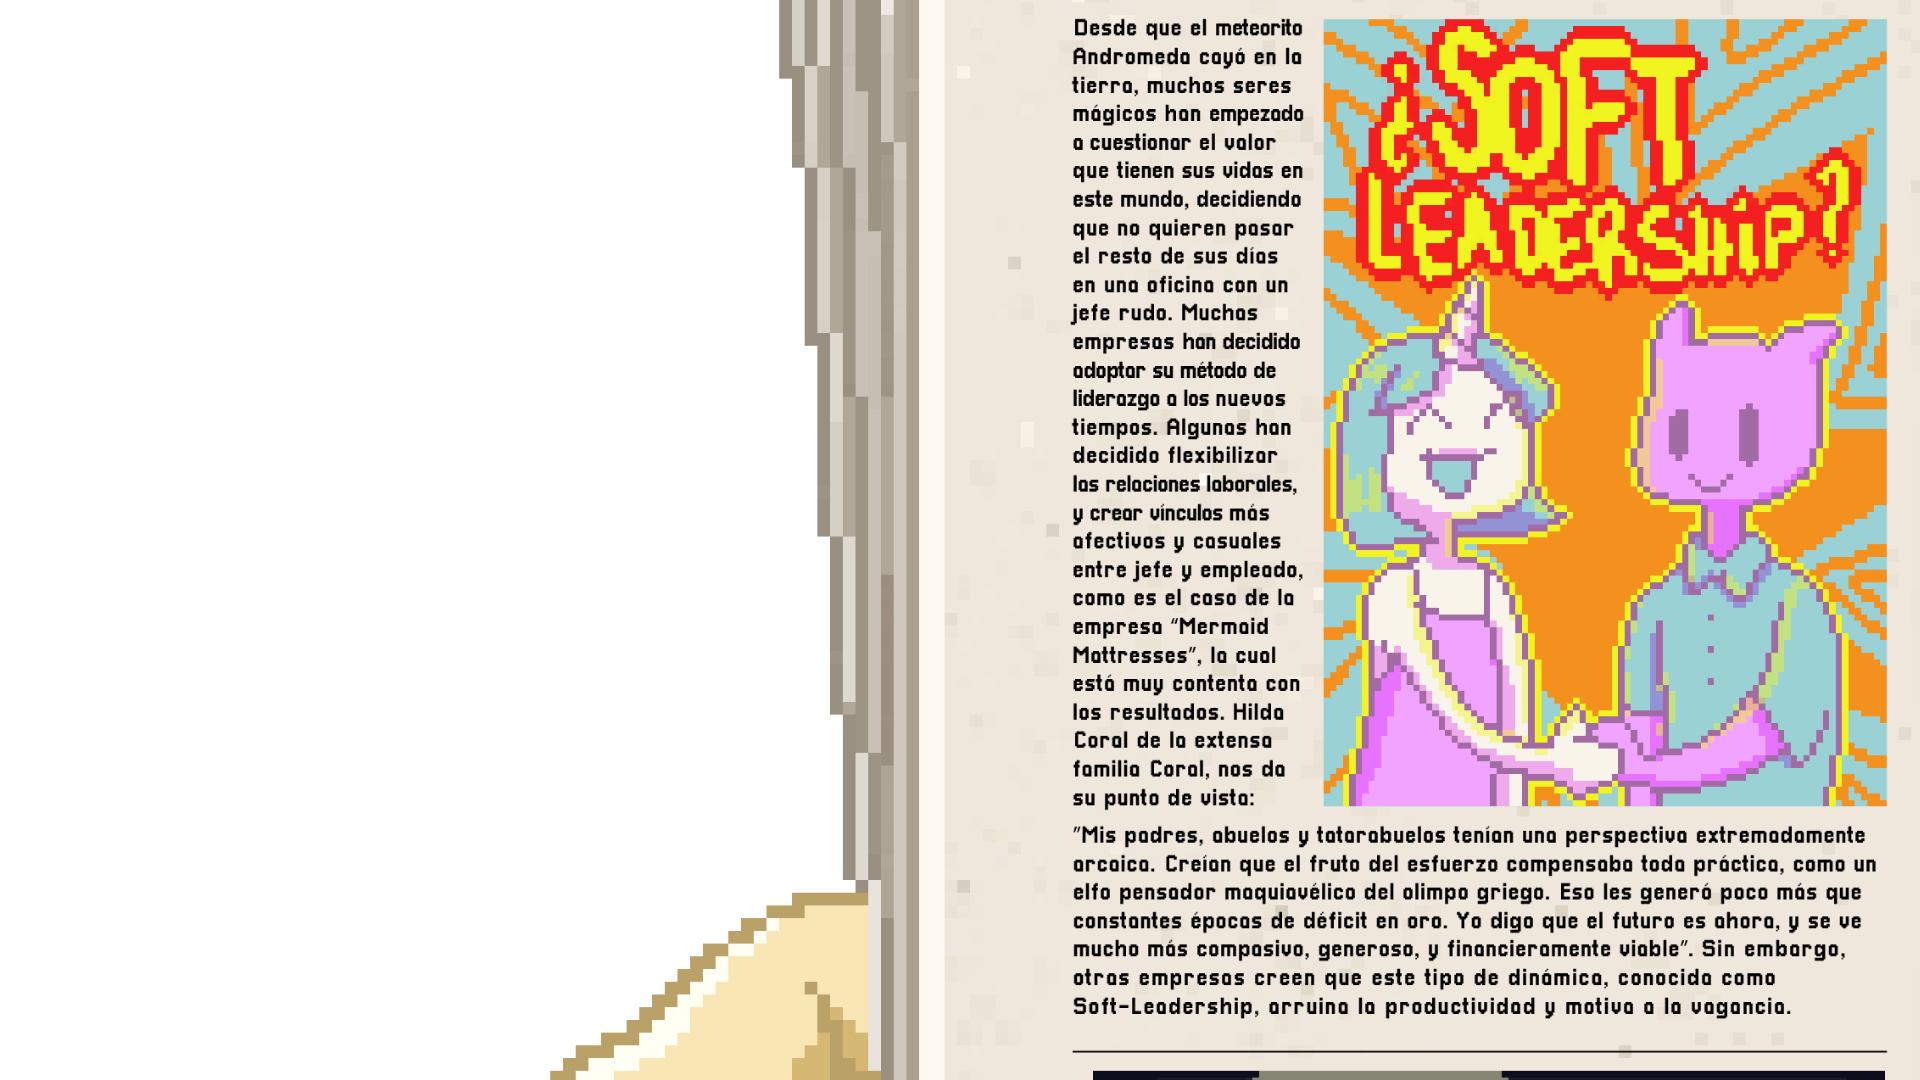 Desde que el meteorito
Andromeda cayó en la
tierra, muchos seres
mágicos han empezado
a cuestionar el valor
que tienen sus vidas en
este mundo, decidiendo
que no quieren pasar
el resto de sus días
en una oficina con un
jefe rudo. Muchas
empresas han decidido
adoptar su método de
liderazgo a los nuevos
tiempos. Algunas han
decidido flexibilizar
las relaciones laborales,
y crear vínculos más
afectivos y casuales
entre jefe y empleado,
como es el caso de la
empresa "Mermaid
Mattresses", la cual
está muy contenta con
los resultados. Hilda
Coral de la extensa
familia Coral, nos da
su punto de vista:
¿SOFT
LEADERSHIP?
"Mis padres, abuelos y tatarabuelos tenían una perspectiva extremadamente
arcaica. Creían que el fruto del esfuerzo compensaba toda práctica, como un
elfo pensador maquiavélico del olimpo griego. Eso les generó poco más que
constantes épocas de déficit en oro. Yo digo que el futuro es ahora, y se ve
mucho más compasivo, generoso, y financieramente viable". Sin embargo,
otras empresas creen que este tipo de dinámica, conocida como
Soft-Leadership, arruina la productividad y motiva a la vagancia.